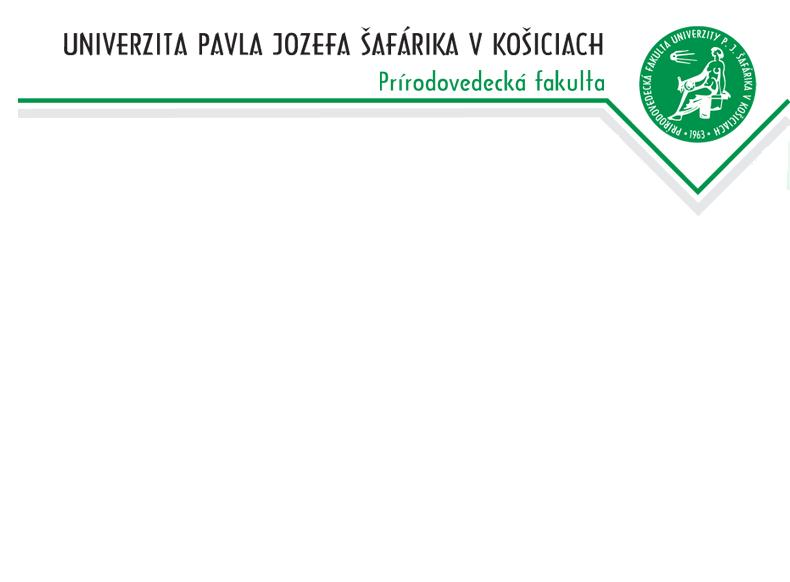 UNIVERZITA PAVLA JOZEFA ŠAFÁRIKA V KOŠICIACH
Prírodovedecká fakulta
PRÍRODOVEDECKÁ FAKULTA UNIVERZITY P. J. ŠAFÁRIKA V KOŠICIACH
• 1963 •